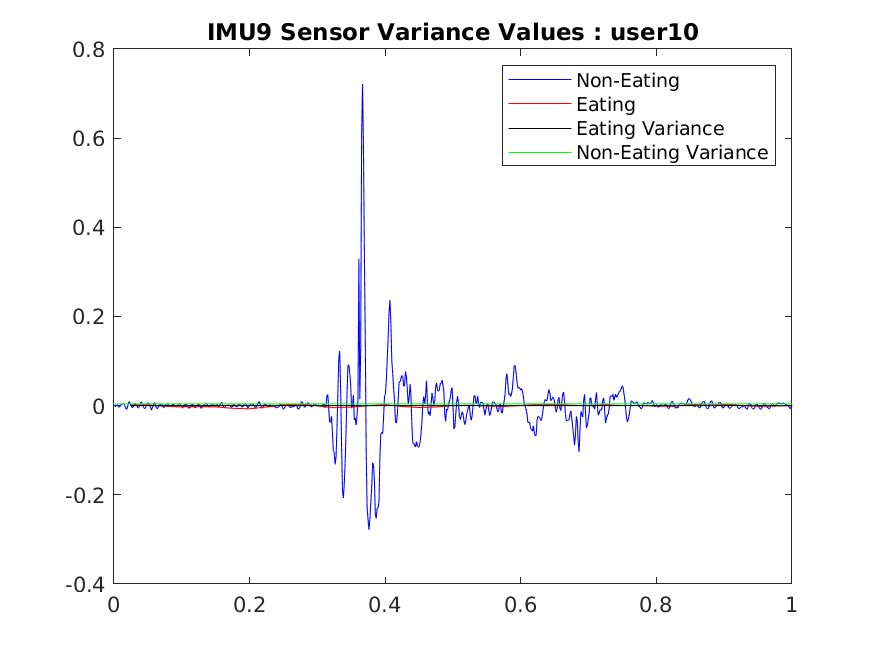 IMU9 Sensor Variance Values : user10
0.8
0.6
0.4
0.2
0
-0.2
-0.4
0 0.2 0.4 0.6 0.8 1
Non-Eating
Eating
Eating Variance
Non-Eating Variance